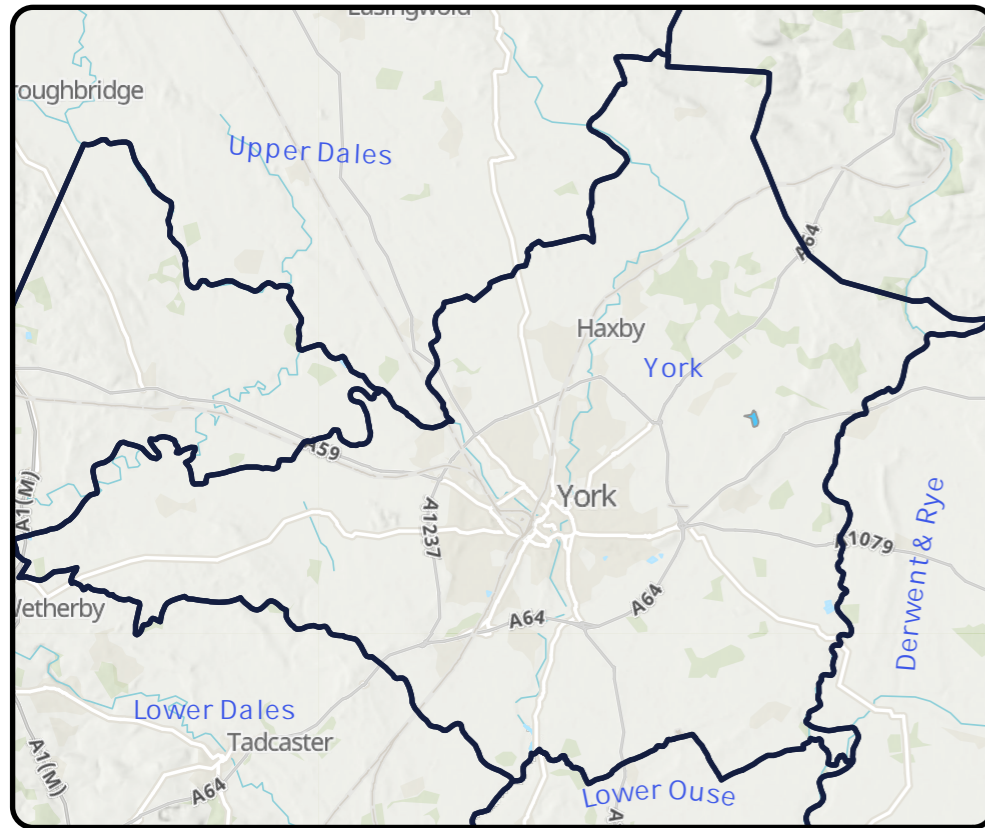 roughbridge
Upper Dales
A64
Haxby
York
A59
York
A1(M)
A1237
A1079
Derwent & Rye
A64
A64
Lower Dales
Tadcaster
A1(M)
A64
Lower Ouse